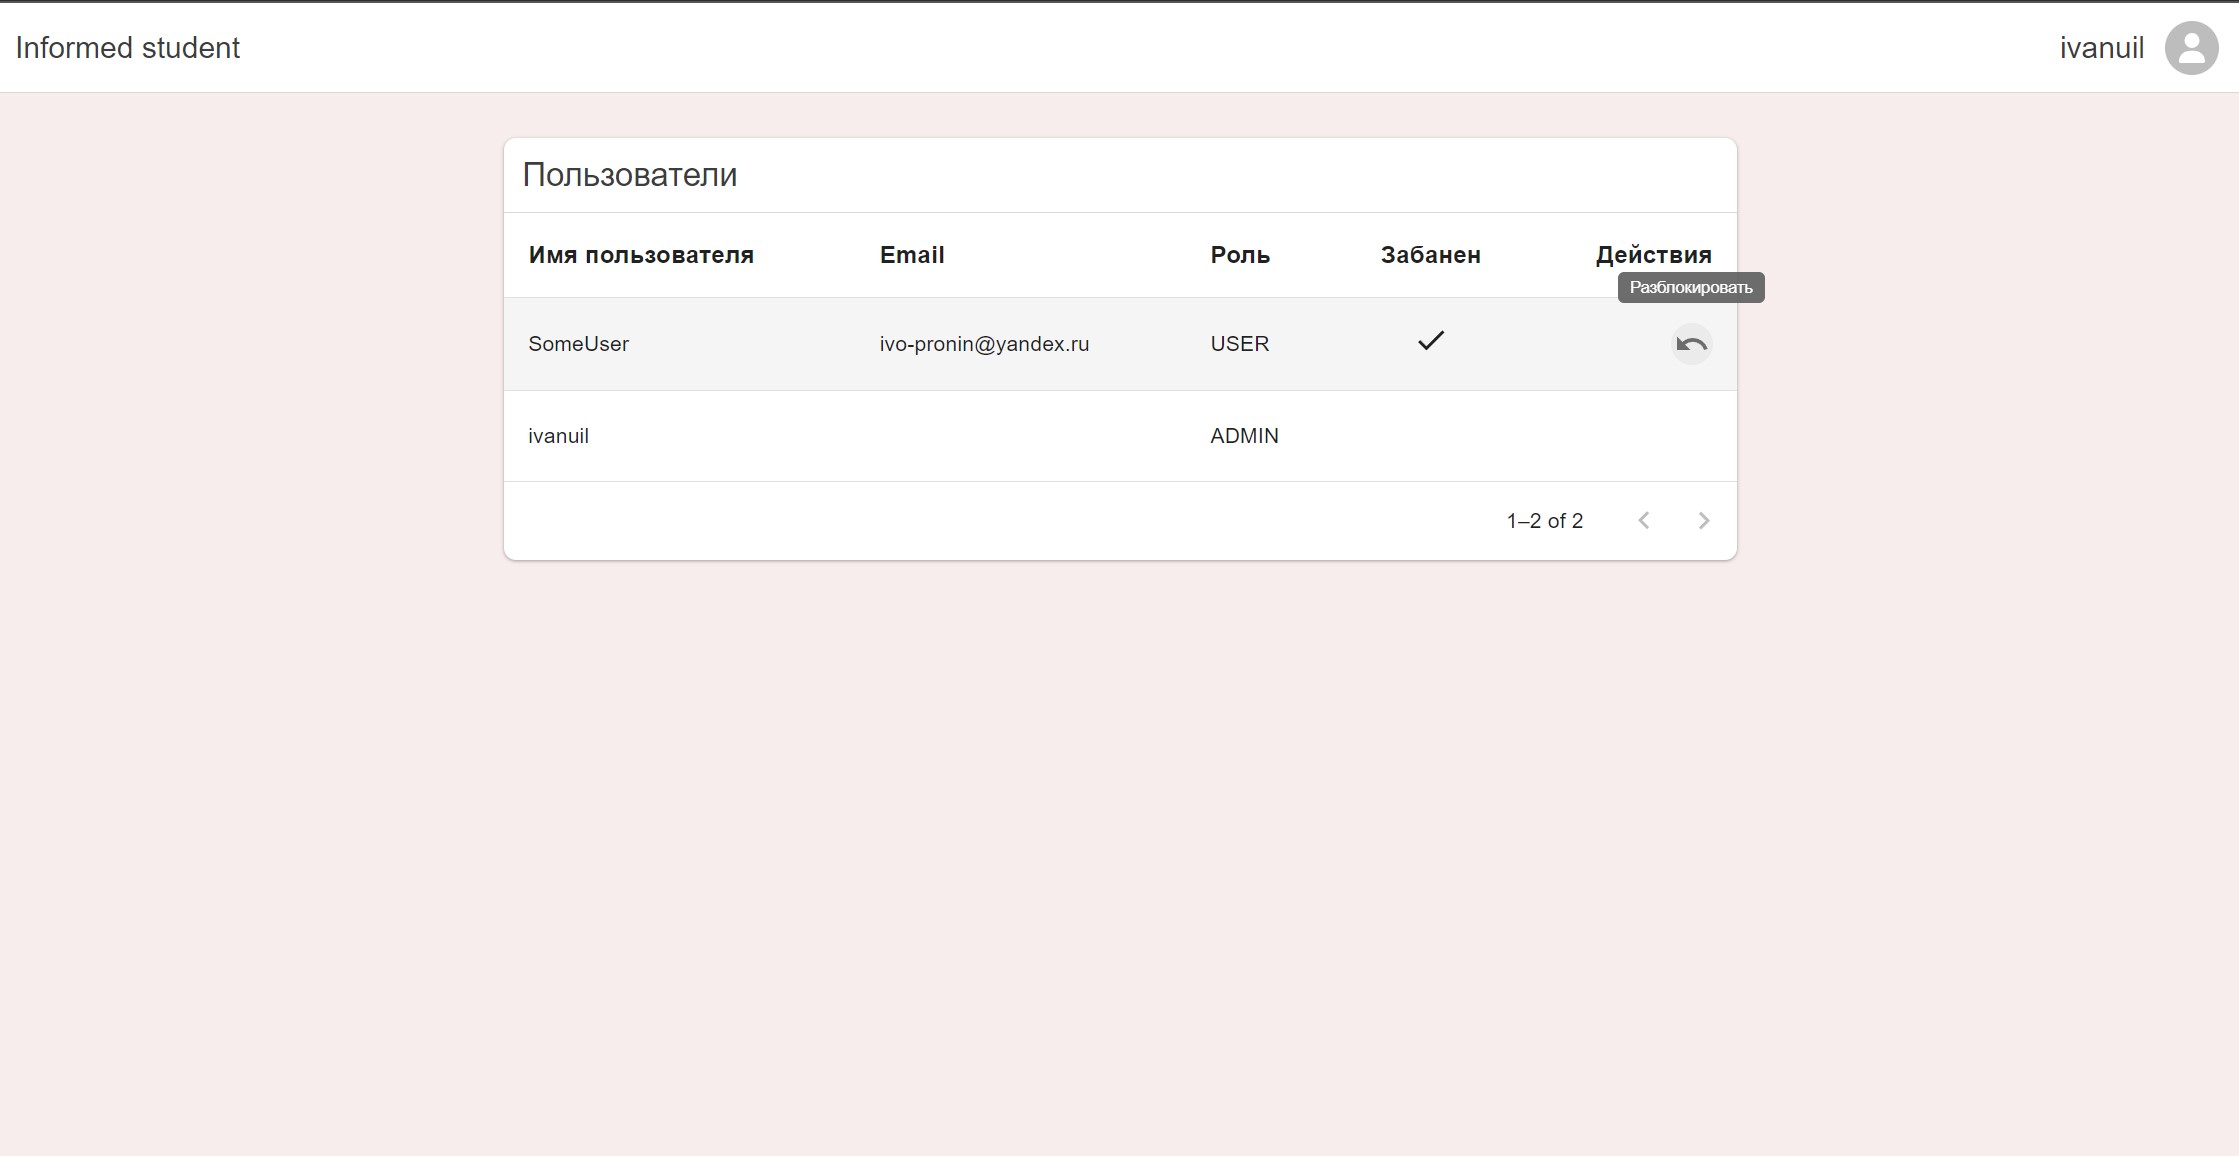 Informed student ivanuil
Пользователи
Имя пользователя Email Роль Забанен Действия
Разблокировать
SomeUser ivo-pronin@yandex.ru USER
ivanuil ADMIN
1–2 of 2